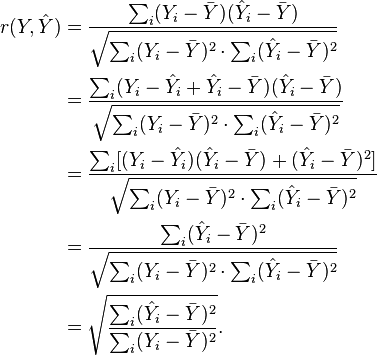 r(Y, Ŷ) = \frac{\sum_i (Y_i - \bar{Y})(\hat{Y}_i - \bar{Y})}{\sqrt{\sum_i (Y_i - \bar{Y})^2 \cdot \sum_i (\hat{Y}_i - \bar{Y})^2}}
= \frac{\sum_i (Y_i - \hat{Y}_i + \hat{Y}_i - \bar{Y})(\hat{Y}_i - \bar{Y})}{\sqrt{\sum_i (Y_i - \bar{Y})^2 \cdot \sum_i (\hat{Y}_i - \bar{Y})^2}}
= \frac{\sum_i [(Y_i - \hat{Y}_i)(\hat{Y}_i - \bar{Y}) + (\hat{Y}_i - \bar{Y})^2]}{\sqrt{\sum_i (Y_i - \bar{Y})^2 \cdot \sum_i (\hat{Y}_i - \bar{Y})^2}}
= \frac{\sum_i (\hat{Y}_i - \bar{Y})^2}{\sqrt{\sum_i (Y_i - \bar{Y})^2 \cdot \sum_i (\hat{Y}_i - \bar{Y})^2}}
= \sqrt{\frac{\sum_i (\hat{Y}_i - \bar{Y})^2}{\sum_i (Y_i - \bar{Y})^2}}.